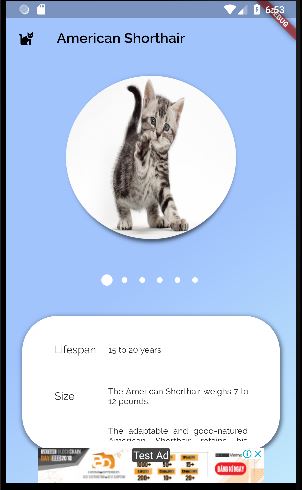 6:53
DEBUG
American Shorthair
Lifespan
15 to 20 years
Size
The American Shorthair weighs 7 to
12 pounds.
The adaptable and good-natured
American Shorthair retains his
Test Ad